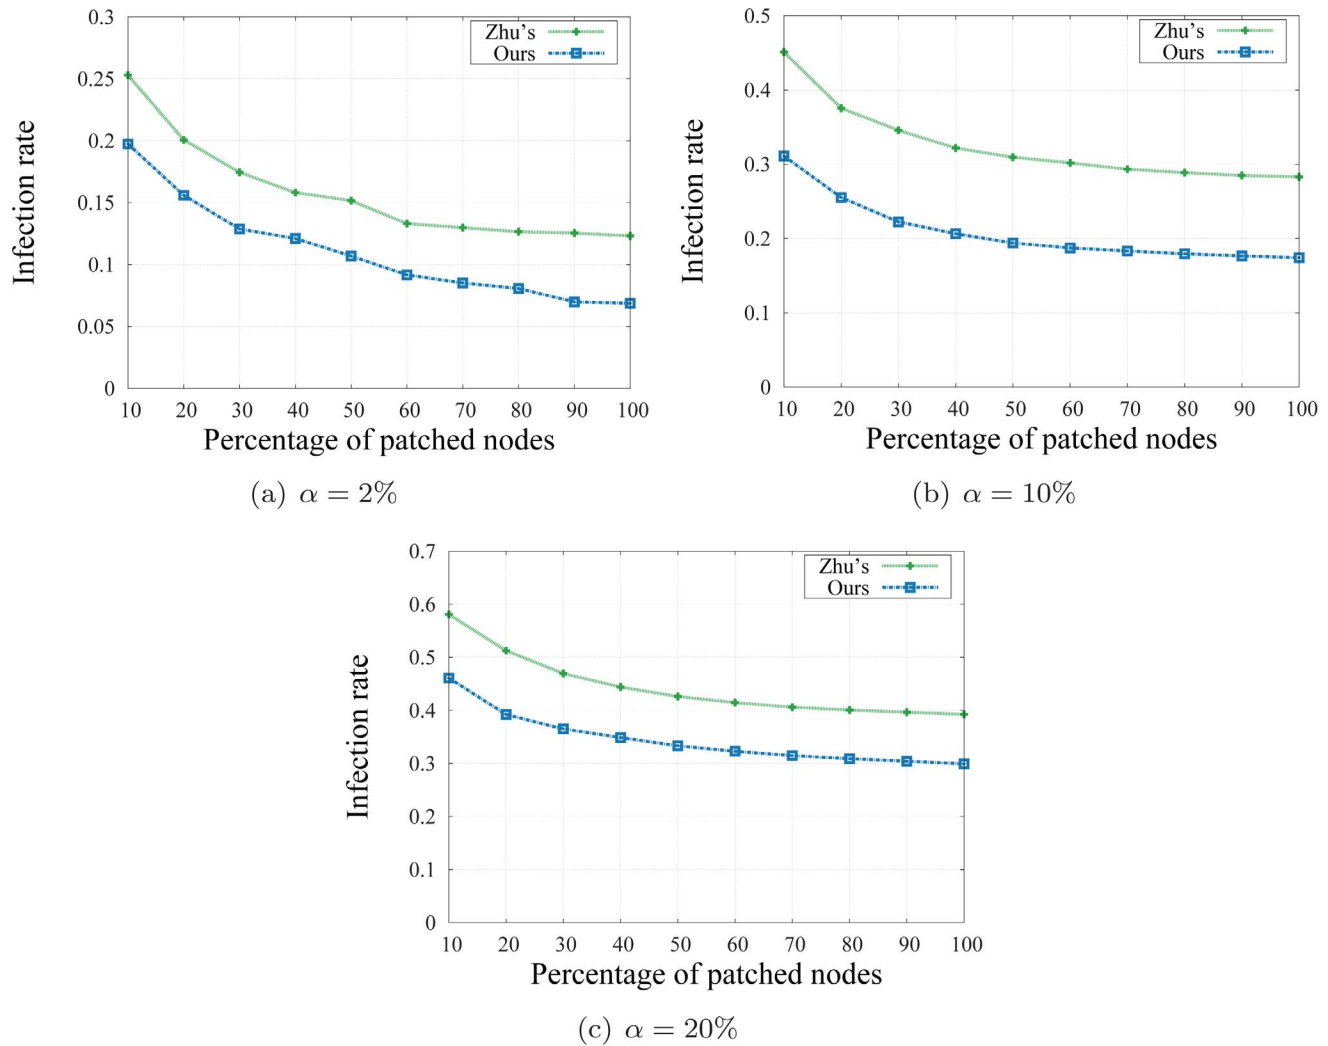 0.3
0.25
0.2
0.15
0.1
0.05
0
Infection rate
Zhu's
Ours
10 20 30 40 50 60 70 80 90 100
Percentage of patched nodes
(a) α = 2%
0.5
0.4
0.3
0.2
0.1
0
Infection rate
Zhu's
Ours
10 20 30 40 50 60 70 80 90 100
Percentage of patched nodes
(b) α = 10%
0.7
0.6
0.5
0.4
0.3
0.2
0.1
0
Infection rate
Zhu's
Ours
10 20 30 40 50 60 70 80 90 100
Percentage of patched nodes
(c) α = 20%